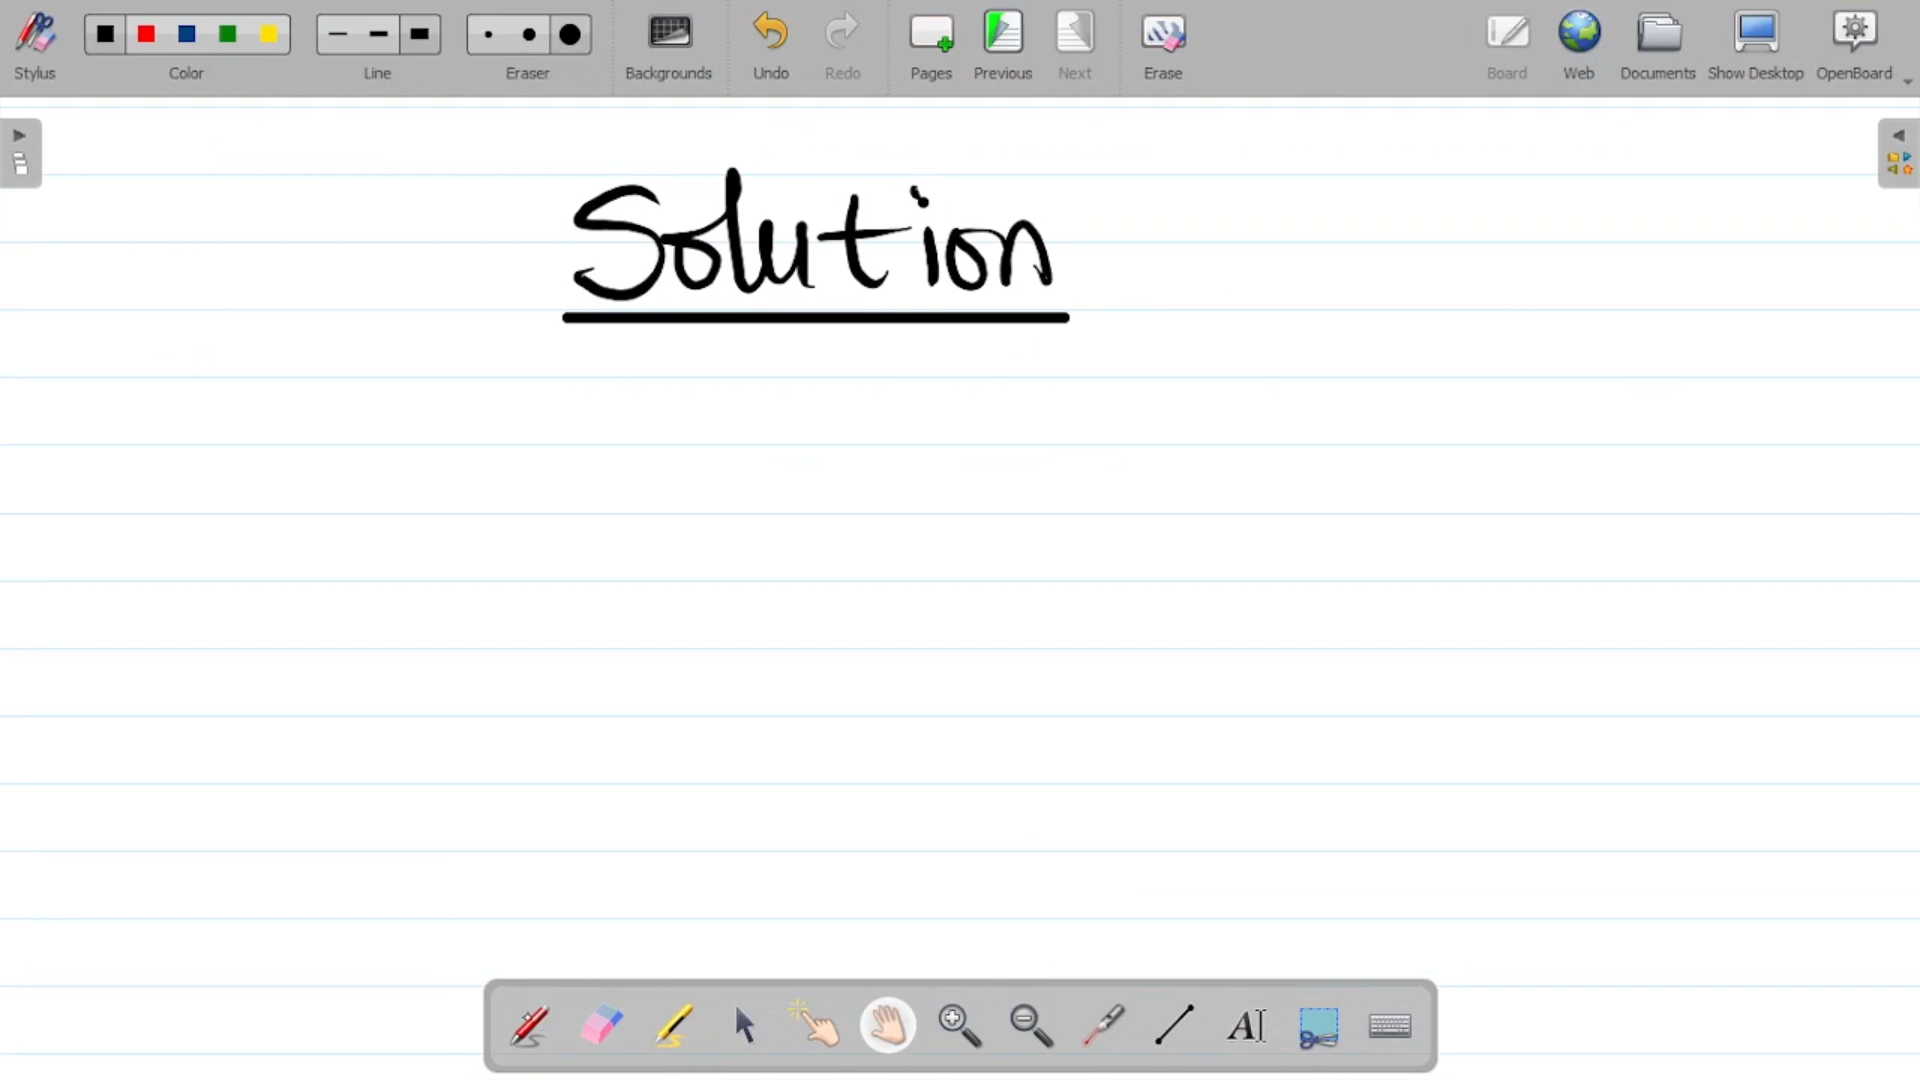 Stylus
Color
Line
Eraser
Backgrounds
Undo
Redo
Pages
Previous
Next
Erase
Board
Web
Documents
Show Desktop
OpenBoard
Solution